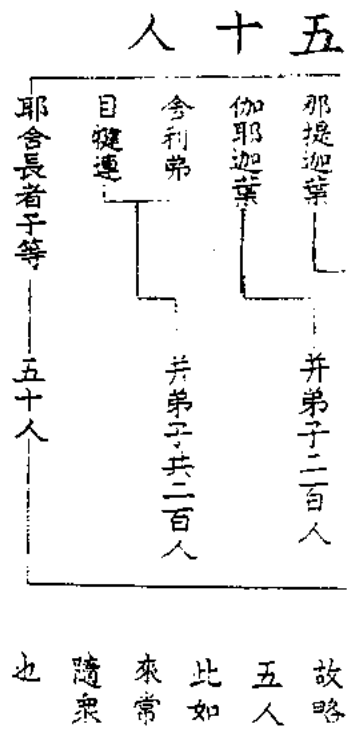 五十人
那提迦葉
并弟子二百人
伽耶迦葉
舍利弗
目犍連
并弟子共二百人
耶舍長者子等
五十人
故略
五人
此如
來常
隨衆
也